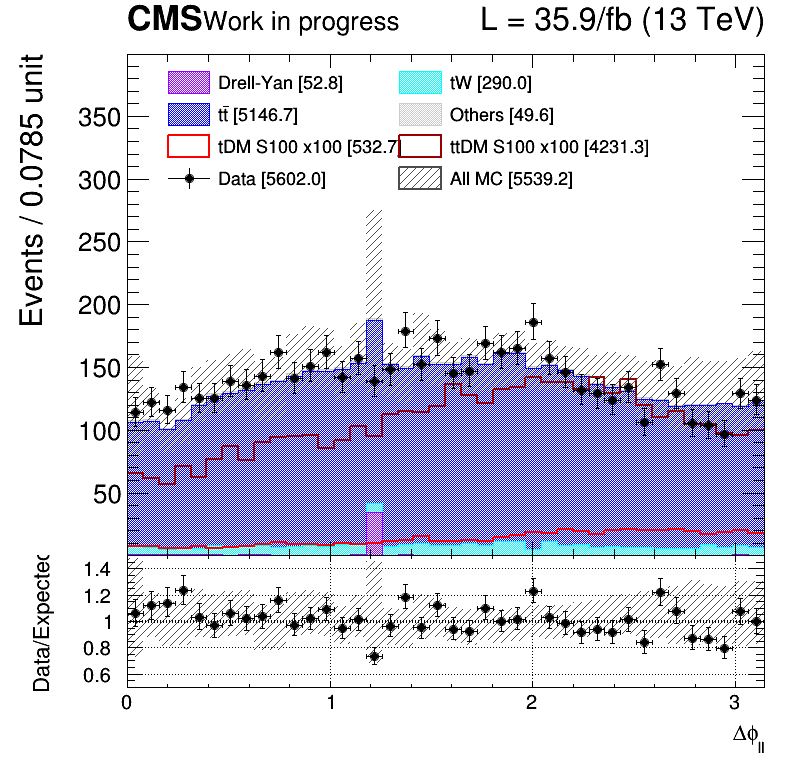 CMS Work in progress L = 35.9/fb (13 TeV)
Events / 0.0785 unit
Drell-Yan [52.8] tW [290.0]
tt̄ [5146.7] Others [49.6]
tDM S100 x100 [532.7] ttDM S100 x100 [4231.3]
Data [5602.0] All MC [5539.2]
350
300
250
200
150
100
50
Data/Expected
1.4
1.2
1
0.8
0.6
0 1 2 3
Δϕ_ll